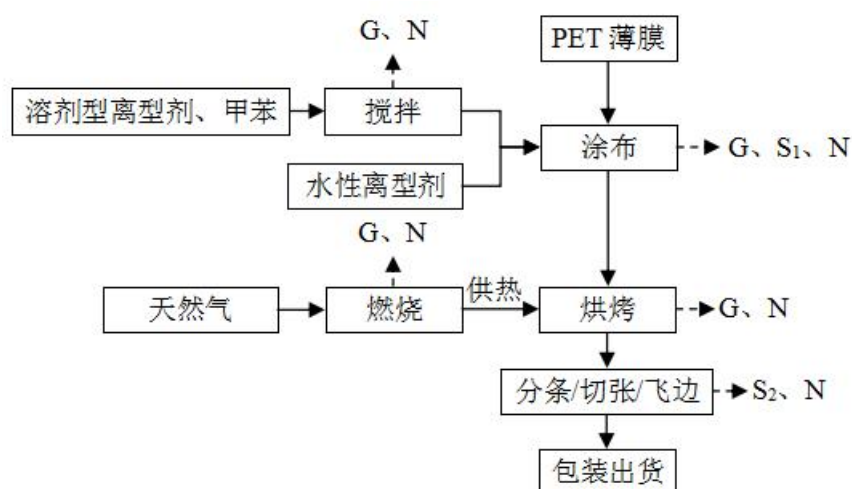 G、N
PET 薄膜
溶剂型离型剂、甲苯
搅拌
涂布
G、S₁、N
水性离型剂
G、N
天然气
燃烧
供热
烘烤
G、N
分条/切张/飞边
S₂、N
包装出货